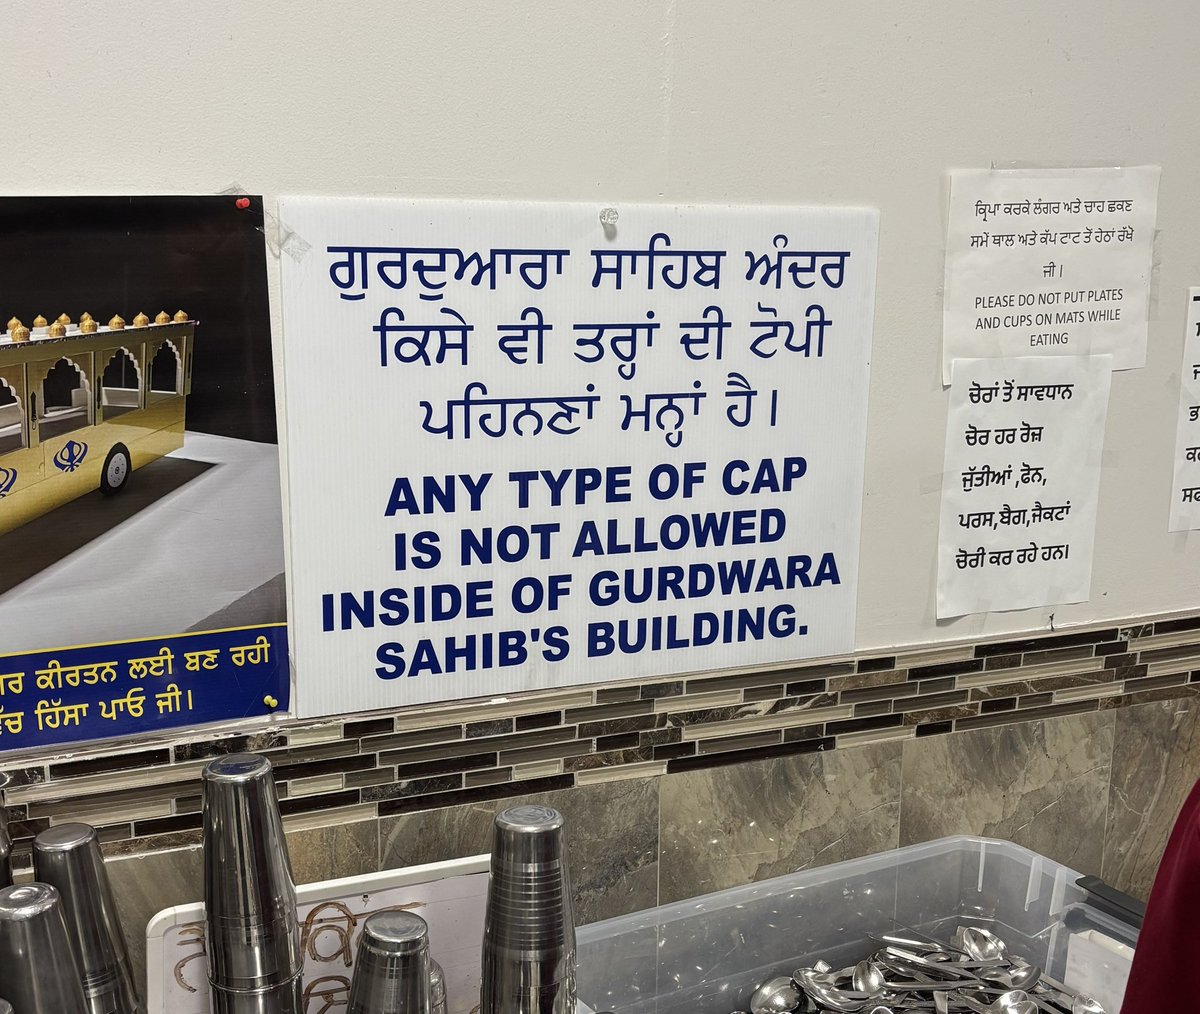 ਗੁਰਦੁਆਰਾ ਸਾਹਿਬ ਅੰਦਰ
ਕਿਸੇ ਵੀ ਤਰ੍ਹਾਂ ਦੀ ਟੋਪੀ
ਪਹਿਨਣਾਂ ਮਨ੍ਹਾਂ ਹੈ।
ANY TYPE OF CAP
IS NOT ALLOWED
INSIDE OF GURDWARA
SAHIB'S BUILDING.
ਕੀਰਤਨ ਲਈ ਬਣ ਰਹੀ
ਹਿੱਸਾ ਪਾਓ ਜੀ।
ਕ੍ਰਿਪਾ ਕਰਕੇ ਲੰਗਰ ਅਤੇ ਚਾਹ ਛਕਣ
ਸਮੇਂ ਥਾਲ ਅਤੇ ਕੱਪ ਟਾਟ ਤੋਂ ਹੇਠਾਂ ਰੱਖੋ
ਜੀ।
PLEASE DO NOT PUT PLATES
AND CUPS ON MATS WHILE
EATING
ਚੋਰਾਂ ਤੋਂ ਸਾਵਧਾਨ
ਚੋਰ ਹਰ ਰੋਜ਼
ਜੁੱਤੀਆਂ ,ਫੋਨ,
ਪਰਸ,ਬੈਗ,ਜੈਕਟਾਂ
ਚੋਰੀ ਕਰ ਰਹੇ ਹਨ।